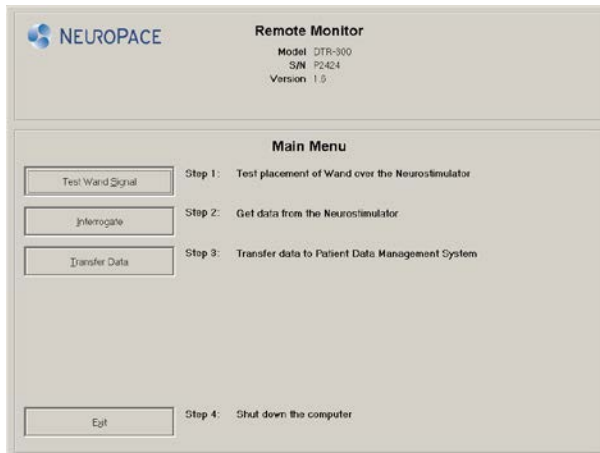 NEUROPACE
Remote Monitor
Model DTR-300
S/N P2424
Version 1.6
Main Menu
Test Wand Signal Step 1: Test placement of Wand over the Neurostimulator
Interrogate Step 2: Get data from the Neurostimulator
Transfer Data Step 3: Transfer data to Patient Data Management System
Exit Step 4: Shut down the computer